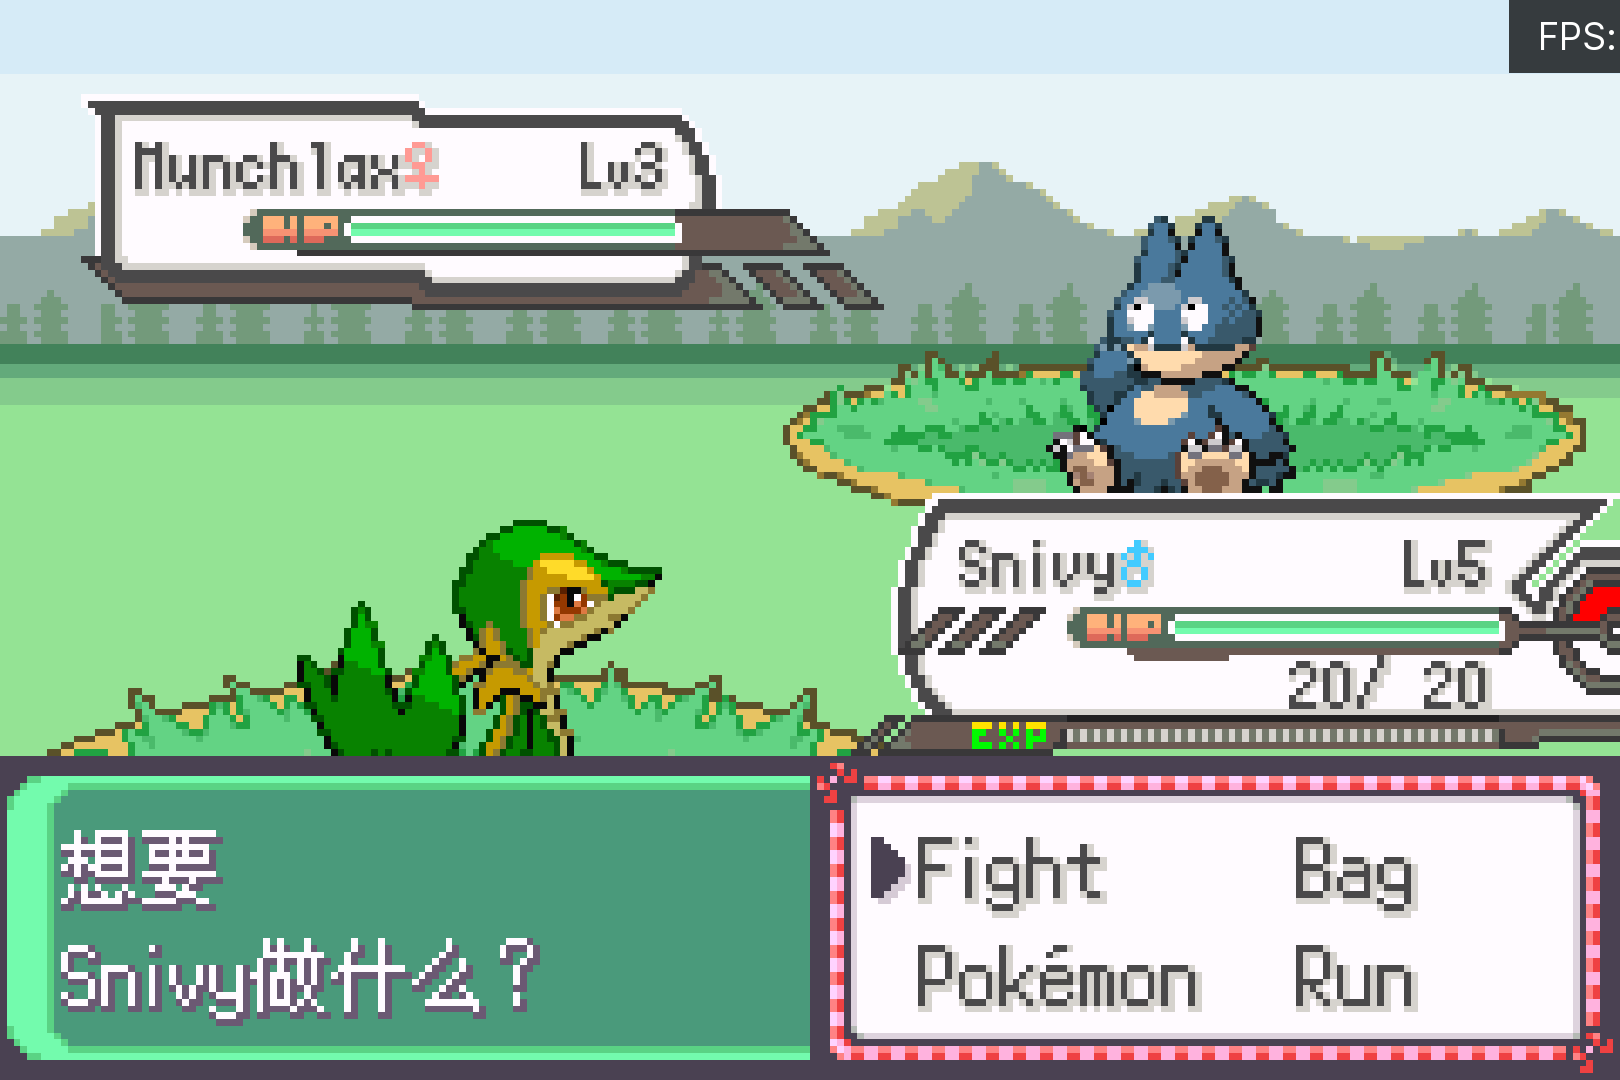 FPS:
Munchlax♀ Lv3
HP
Snivy♂ Lv5
HP
20/ 20
EXP
想要
Snivy做什么?
Fight Bag
Pokémon Run